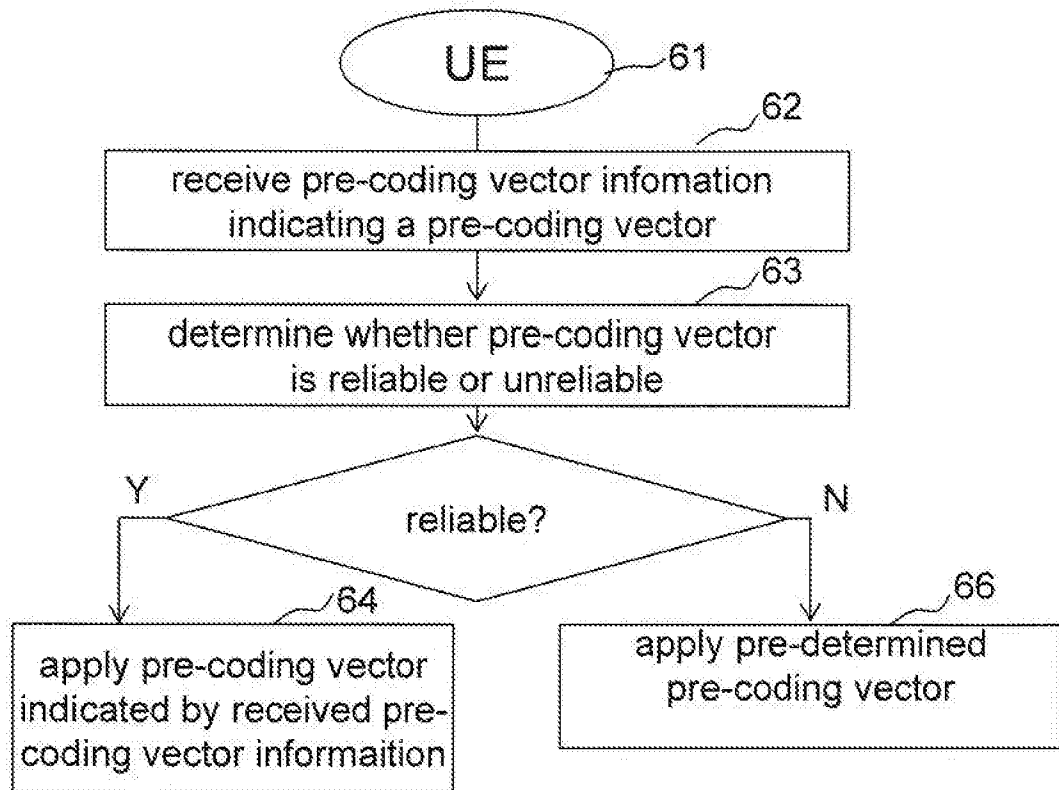 UE
61
62
receive pre-coding vector infomation
indicating a pre-coding vector
63
determine whether pre-coding vector
is reliable or unreliable
Y
reliable?
N
64
apply pre-coding vector
indicated by received pre-
coding vector informaition
66
apply pre-determined
pre-coding vector